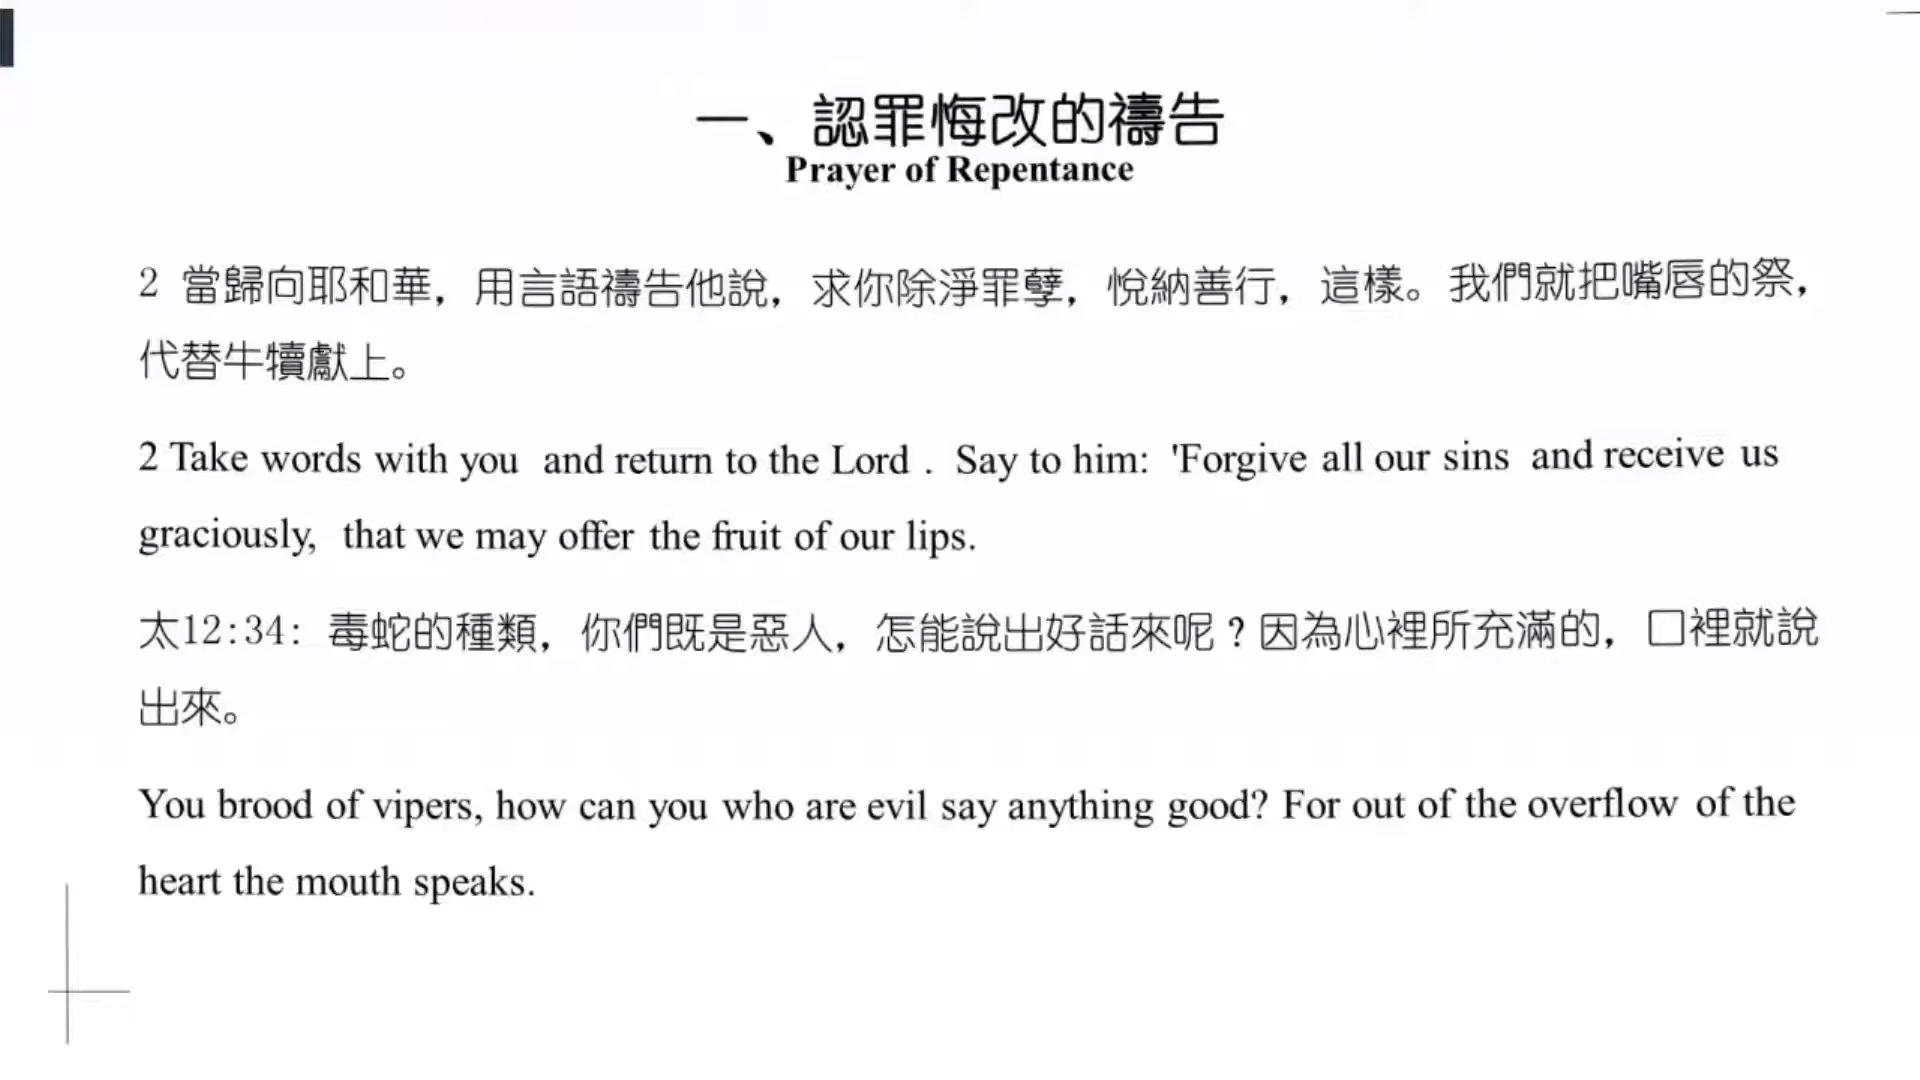 一、認罪悔改的禱告
Prayer of Repentance
2 當歸向耶和華，用言語禱告他說，求你除淨罪孽，悅納善行，這樣。我們就把嘴唇的祭，
代替牛犢獻上。
2 Take words with you and return to the Lord . Say to him: 'Forgive all our sins and receive us
graciously, that we may offer the fruit of our lips.
太12:34: 毒蛇的種類，你們既是惡人，怎能說出好話來呢？因為心裡所充滿的，口裡就說
出來。
You brood of vipers, how can you who are evil say anything good? For out of the overflow of the
heart the mouth speaks.